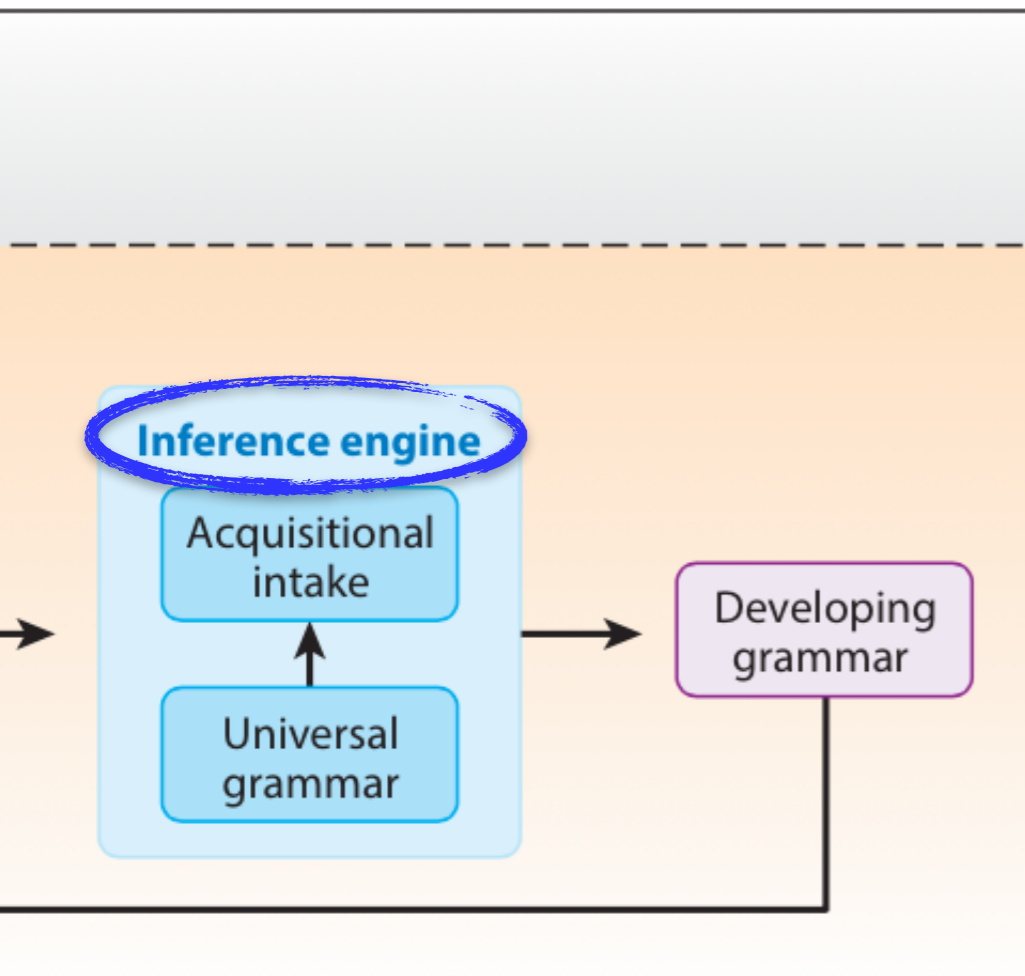 Inference engine
Acquisitional
intake
Developing
grammar
Universal
grammar